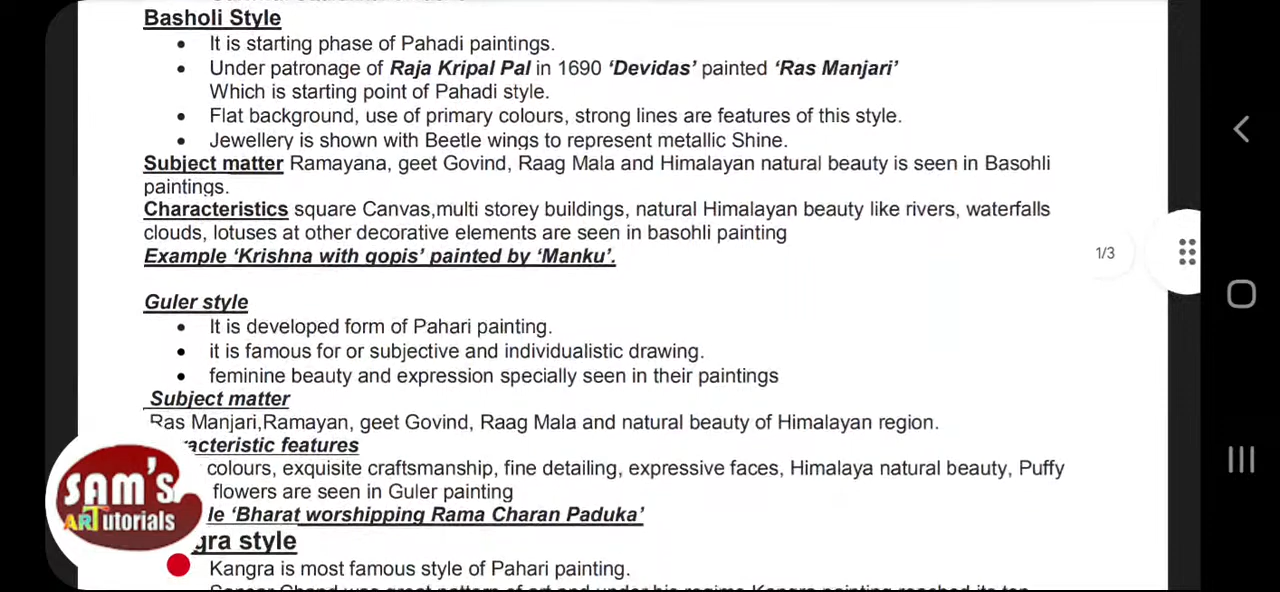 Basholi Style
• It is starting phase of Pahadi paintings.
• Under patronage of Raja Kripal Pal in 1690 ‘Devidas’ painted ‘Ras Manjari’
Which is starting point of Pahadi style.
• Flat background, use of primary colours, strong lines are features of this style.
• Jewellery is shown with Beetle wings to represent metallic Shine.
Subject matter Ramayana, geet Govind, Raag Mala and Himalayan natural beauty is seen in Basohli
paintings.
Characteristics square Canvas,multi storey buildings, natural Himalayan beauty like rivers, waterfalls
clouds, lotuses at other decorative elements are seen in basohli painting
Example ‘Krishna with gopis’ painted by ‘Manku’.
1/3
Guler style
• It is developed form of Pahari painting.
• it is famous for or subjective and individualistic drawing.
• feminine beauty and expression specially seen in their paintings
Subject matter
Ras Manjari,Ramayan, geet Govind, Raag Mala and natural beauty of Himalayan region.
acteristic features
colours, exquisite craftsmanship, fine detailing, expressive faces, Himalaya natural beauty, Puffy
flowers are seen in Guler painting
le ‘Bharat worshipping Rama Charan Paduka’
gra style
Kangra is most famous style of Pahari painting.
SAM'S
ARTutorials